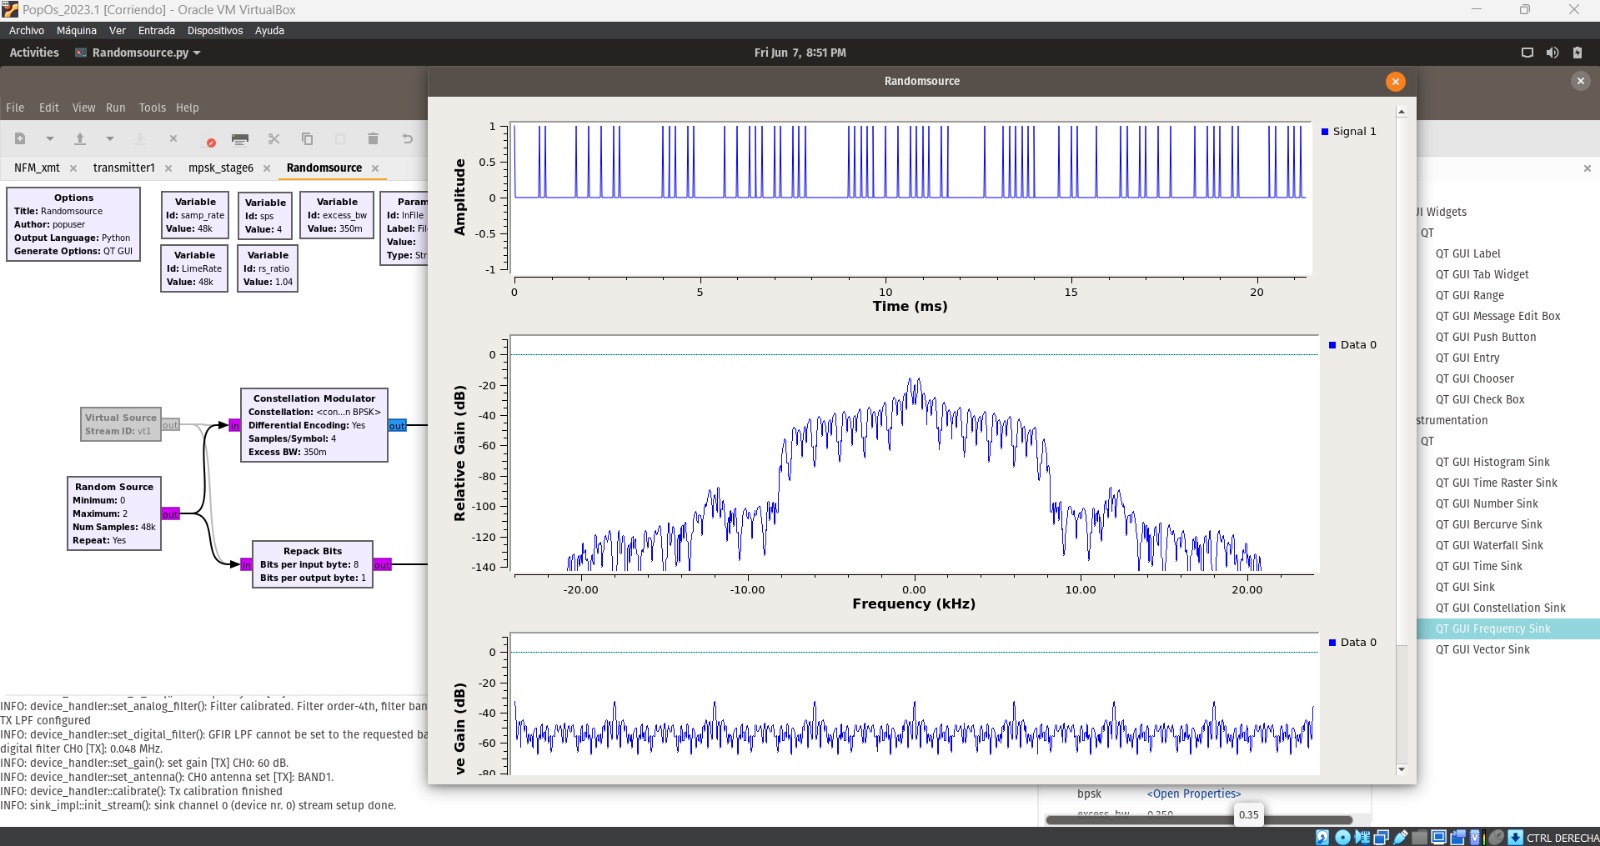 PopOs_2023.1 [Corriendo] - Oracle VM VirtualBox
Archivo Máquina Ver Entrada Dispositivos Ayuda
Activities Randomsource.py Fri Jun 7, 8:51 PM
Randomsource
File Edit View Run Tools Help
NFM_xmt transmitter1 mpsk_stage6 Randomsource
Options
Title: Randomsource
Author: popuser
Output Language: Python
Generate Options: QT GUI
Variable
Id: samp_rate
Value: 48k
Variable
Id: sps
Value: 4
Variable
Id: excess_bw
Value: 350m
Param
Id: InFile
Label: Fil
Value:
Type: Str
Variable
Id: LimeRate
Value: 48k
Variable
Id: rs_ratio
Value: 1.04
Virtual Source
Stream ID: vt1
out
Random Source
Minimum: 0
Maximum: 2
Num Samples: 48k
Repeat: Yes
out
in
Constellation Modulator
Constellation: <con...n BPSK>
Differential Encoding: Yes
Samples/Symbol: 4
Excess BW: 350m
out
in
Repack Bits
Bits per input byte: 8
Bits per output byte: 1
out
INFO: device_handler::set_analog_filter(): Filter calibrated. Filter order-4th, filter ban
TX LPF configured
INFO: device_handler::set_digital_filter(): GFIR LPF cannot be set to the requested ba
digital filter CH0 [TX]: 0.048 MHz.
INFO: device_handler::set_gain(): set gain [TX] CH0: 60 dB.
INFO: device_handler::set_antenna(): CH0 antenna set [TX]: BAND1.
INFO: device_handler::calibrate(): Tx calibration finished
INFO: sink_impl::init_stream(): sink channel 0 (device nr. 0) stream setup done.
Amplitude
1
0.5
0
-0.5
-1
0 5 10 15 20
Time (ms)
Signal 1
Relative Gain (dB)
0
-20
-40
-60
-80
-100
-120
-140
-20.00 -10.00 0.00 10.00 20.00
Frequency (kHz)
Data 0
ve Gain (dB)
0
-20
-40
-60
-80
Data 0
UI Widgets
QT
QT GUI Label
QT GUI Tab Widget
QT GUI Range
QT GUI Message Edit Box
QT GUI Push Button
QT GUI Entry
QT GUI Chooser
QT GUI Check Box
strumentation
QT
QT GUI Histogram Sink
QT GUI Time Raster Sink
QT GUI Number Sink
QT GUI Bercurve Sink
QT GUI Waterfall Sink
QT GUI Time Sink
QT GUI Sink
QT GUI Constellation Sink
QT GUI Frequency Sink
QT GUI Vector Sink
bpsk <Open Properties>
excess_bw 0.350
0.35
CTRL DERECHA